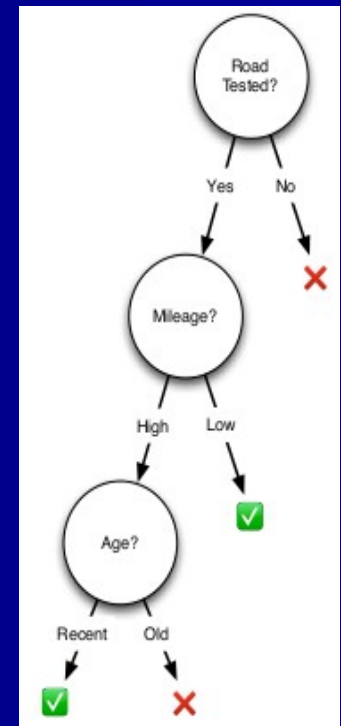 Road
Tested?
Yes
No
Mileage?
High
Low
Age?
Recent
Old